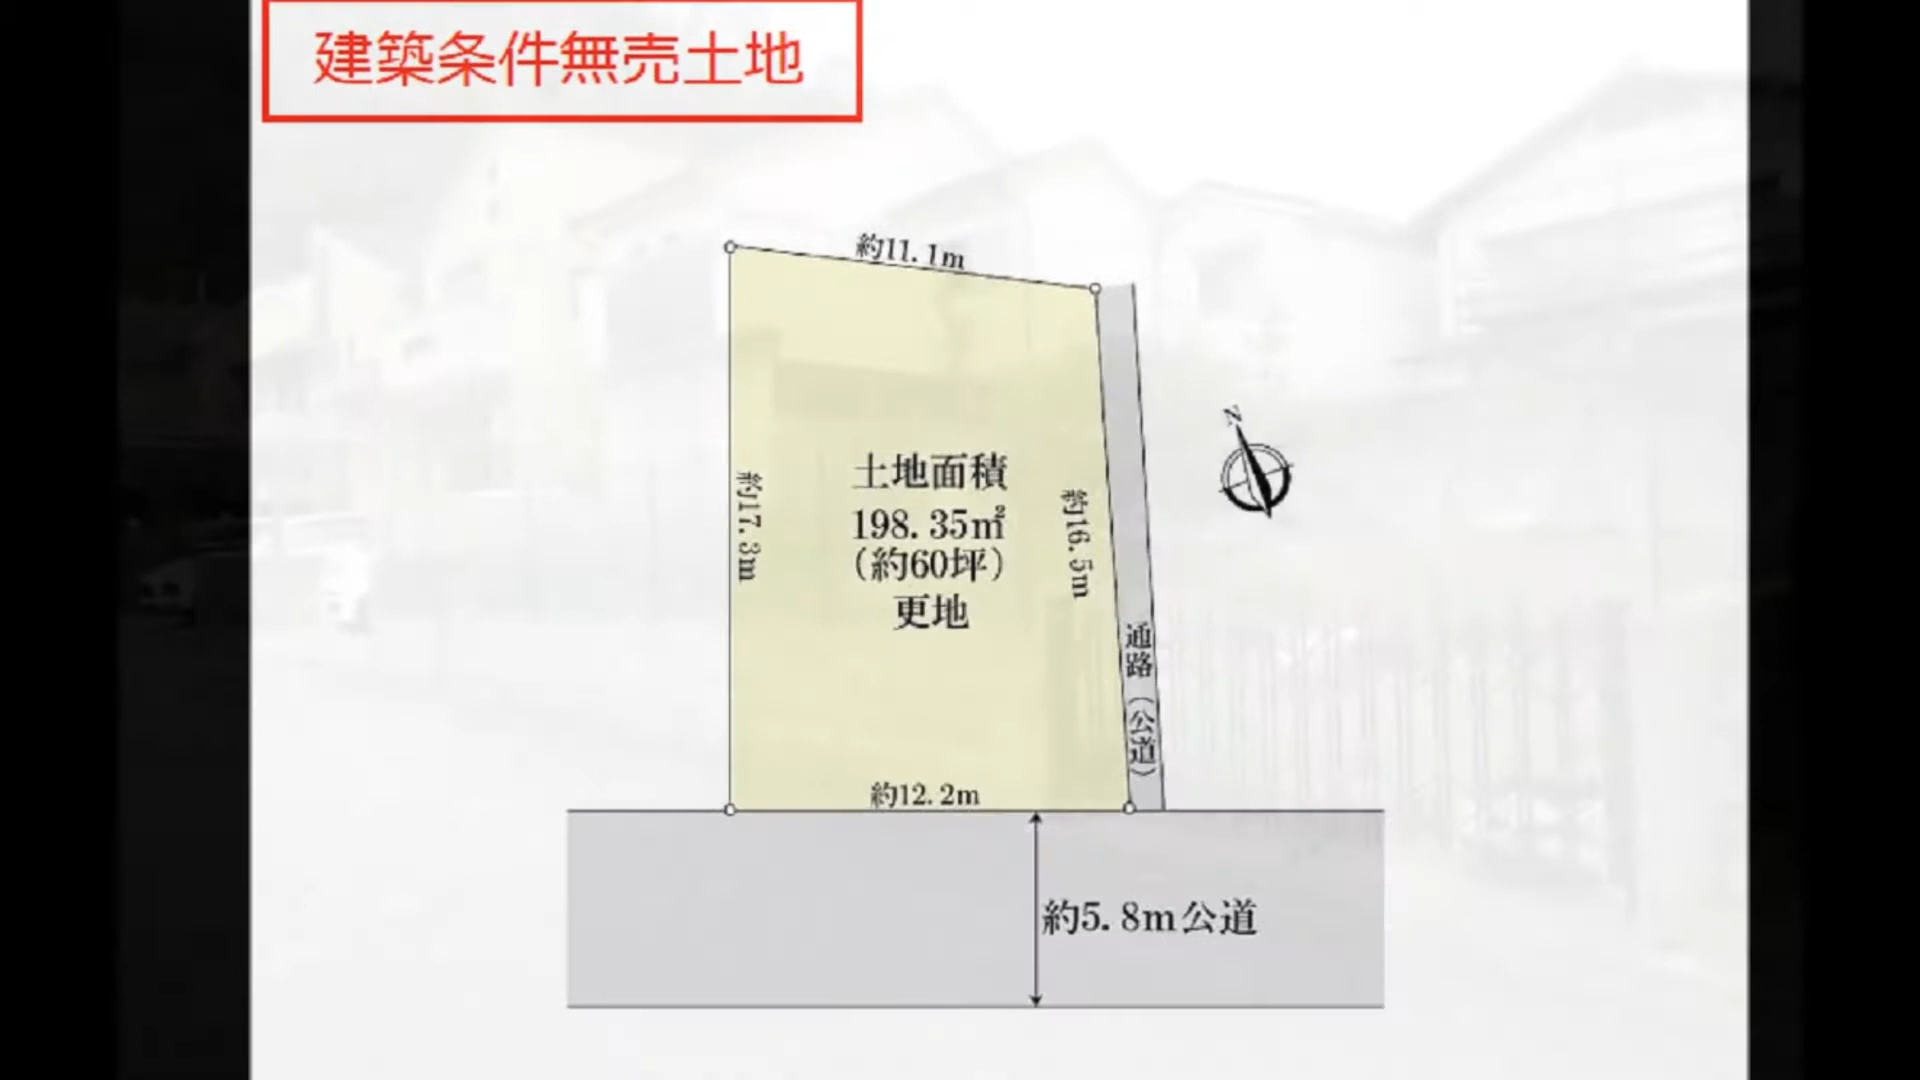 建築条件無売土地
約11.1m
N
土地面積
198.35㎡
(約60坪)
更地
約17.3m
約16.5m
通路(公道)
約12.2m
約5.8m公道